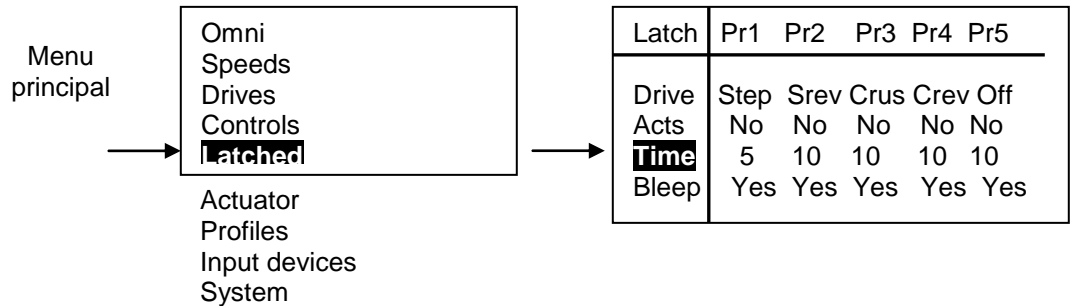 Menu
principal
Omni
Speeds
Drives
Controls
Latched
Actuator
Profiles
Input devices
System
Latch Pr1 Pr2 Pr3 Pr4 Pr5
Drive Step Srev Crus Crev Off
Acts No No No No No
Time 5 10 10 10 10
Bleep Yes Yes Yes Yes Yes